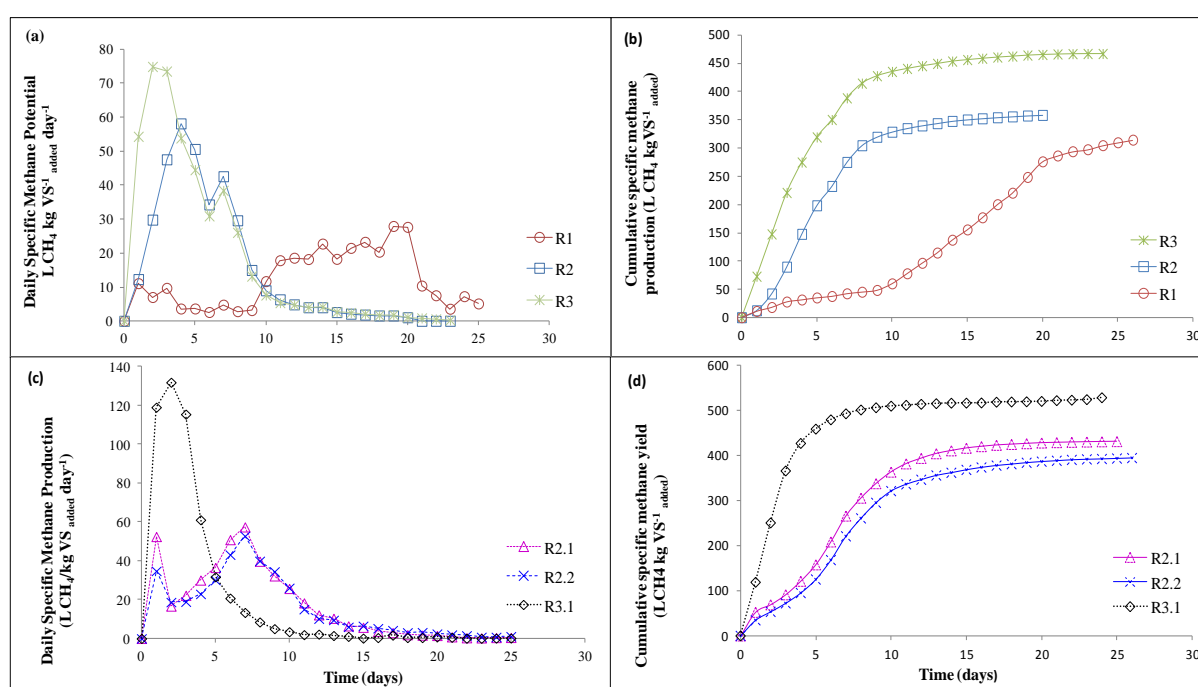 (a)
Daily Specific Methane Potential
L CH₄ kg VS⁻¹ added day⁻¹
80
70
60
50
40
30
20
10
0
0 5 10 15 20 25 30
R1
R2
R3
(b)
Cumulative specific methane
production (L CH₄ kg VS⁻¹ added)
500
450
400
350
300
250
200
150
100
50
0
0 5 10 15 20 25 30
R3
R2
R1
(c)
Daily Specific Methane Production
(L CH₄/kg VS added day⁻¹)
140
120
100
80
60
40
20
0
0 5 10 15 20 25 30
Time (days)
R2.1
R2.2
R3.1
(d)
Cumulative specific methane yield
(LCH4 kg VS⁻¹ added)
600
500
400
300
200
100
0
0 5 10 15 20 25 30
Time (days)
R2.1
R2.2
R3.1